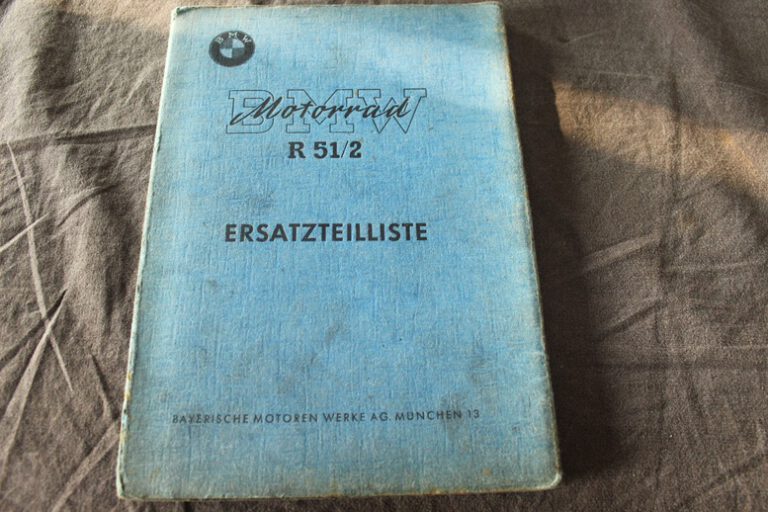 BMW
BMW
Motorrad
R 51/2
ERSATZTEILLISTE
BAYERISCHE MOTOREN WERKE AG. MÜNCHEN 13